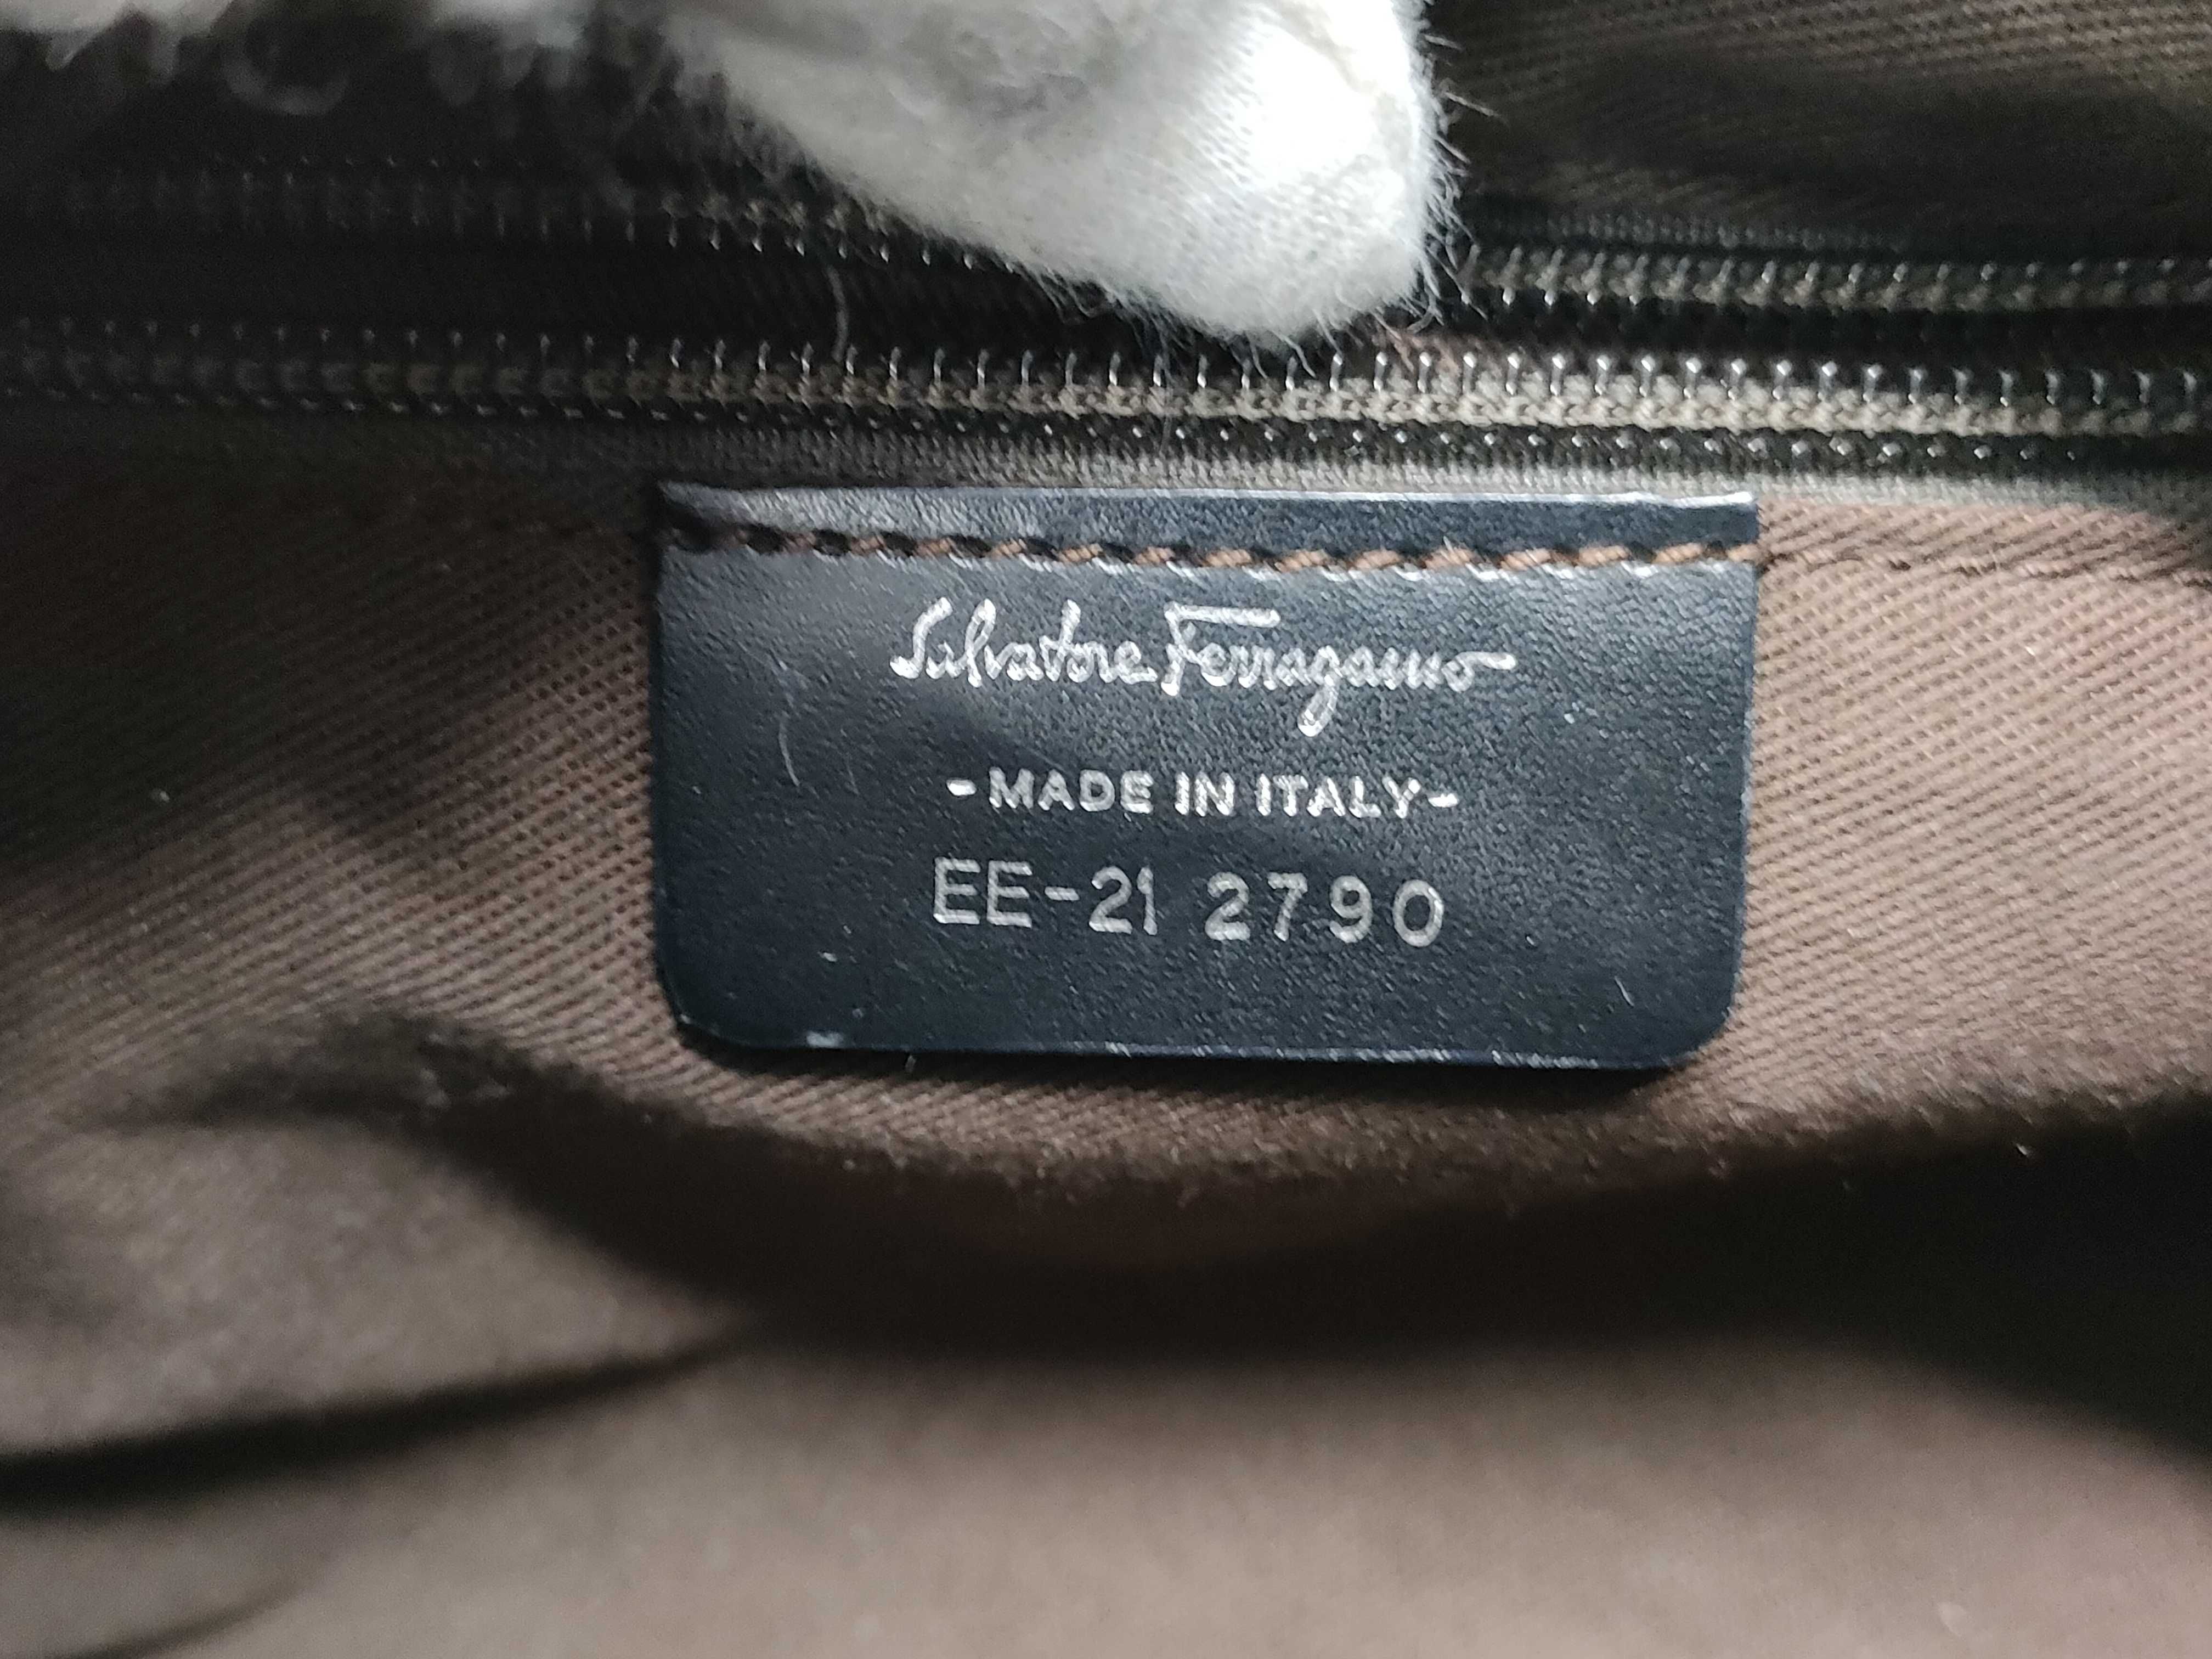 Salvatore Ferragamo
-MADE IN ITALY-
EE-21 2790